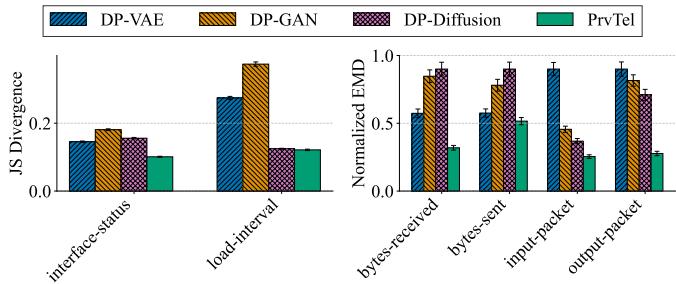 DP-VAE DP-GAN DP-Diffusion PrvTel
JS Divergence
0.2
0.0
interface-status
load-interval
Normalized EMD
1.0
0.5
0.0
bytes-received
bytes-sent
input-packet
output-packet